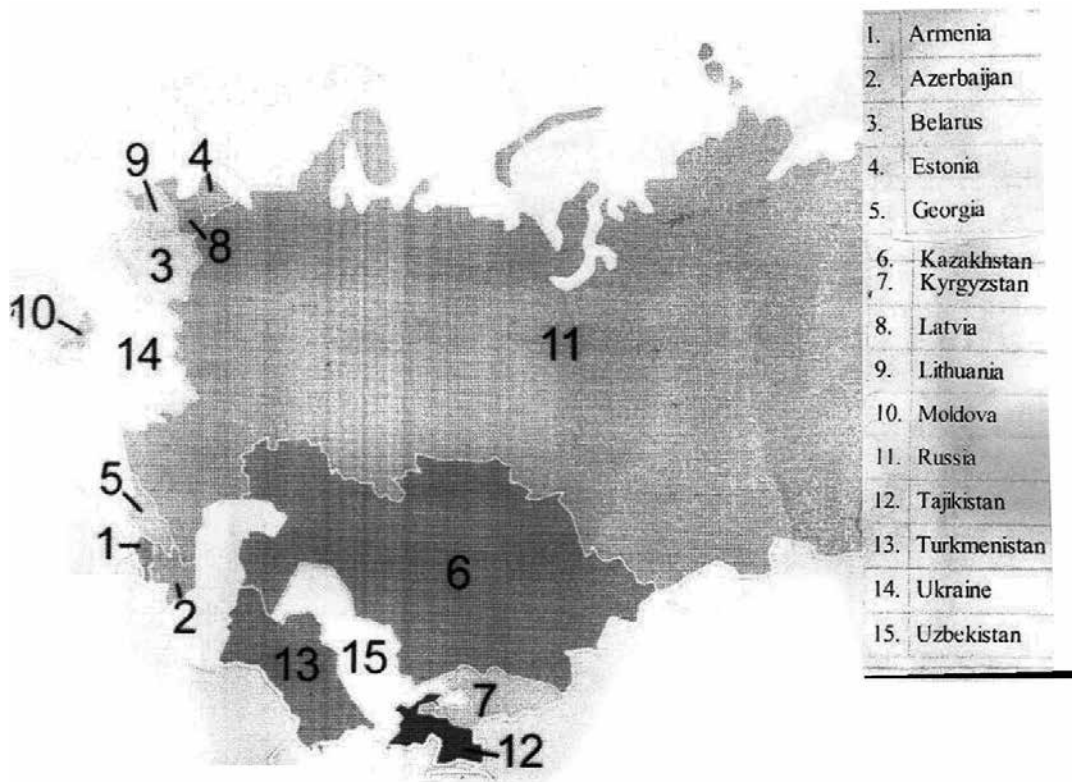 4
9
8
3
10
14
11
5
1
6
2
15
13
7
12
1. Armenia
2. Azerbaijan
3. Belarus
4. Estonia
5. Georgia
6. Kazakhstan
7. Kyrgyzstan
8. Latvia
9. Lithuania
10. Moldova
11. Russia
12. Tajikistan
13. Turkmenistan
14. Ukraine
15. Uzbekistan